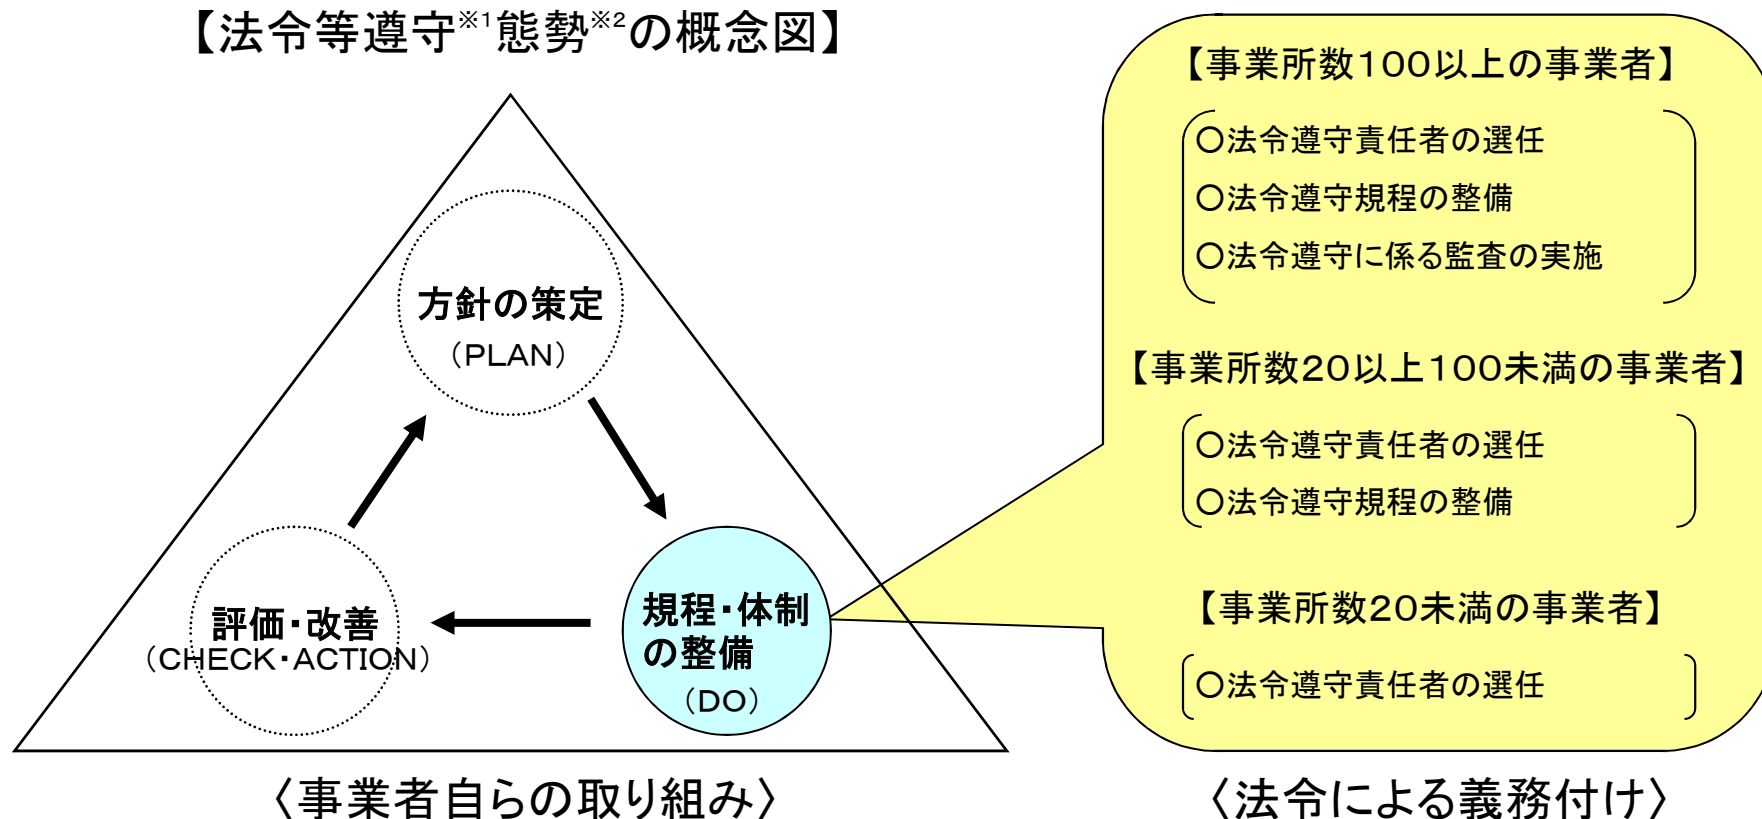 【法令等遵守※1態勢※2の概念図】
方針の策定
(PLAN)
評価・改善
(CHECK・ACTION)
規程・体制
の整備
(DO)
〈事業者自らの取り組み〉
【事業所数100以上の事業者】
○法令遵守責任者の選任
○法令遵守規程の整備
○法令遵守に係る監査の実施
【事業所数20以上100未満の事業者】
○法令遵守責任者の選任
○法令遵守規程の整備
【事業所数20未満の事業者】
○法令遵守責任者の選任
〈法令による義務付け〉